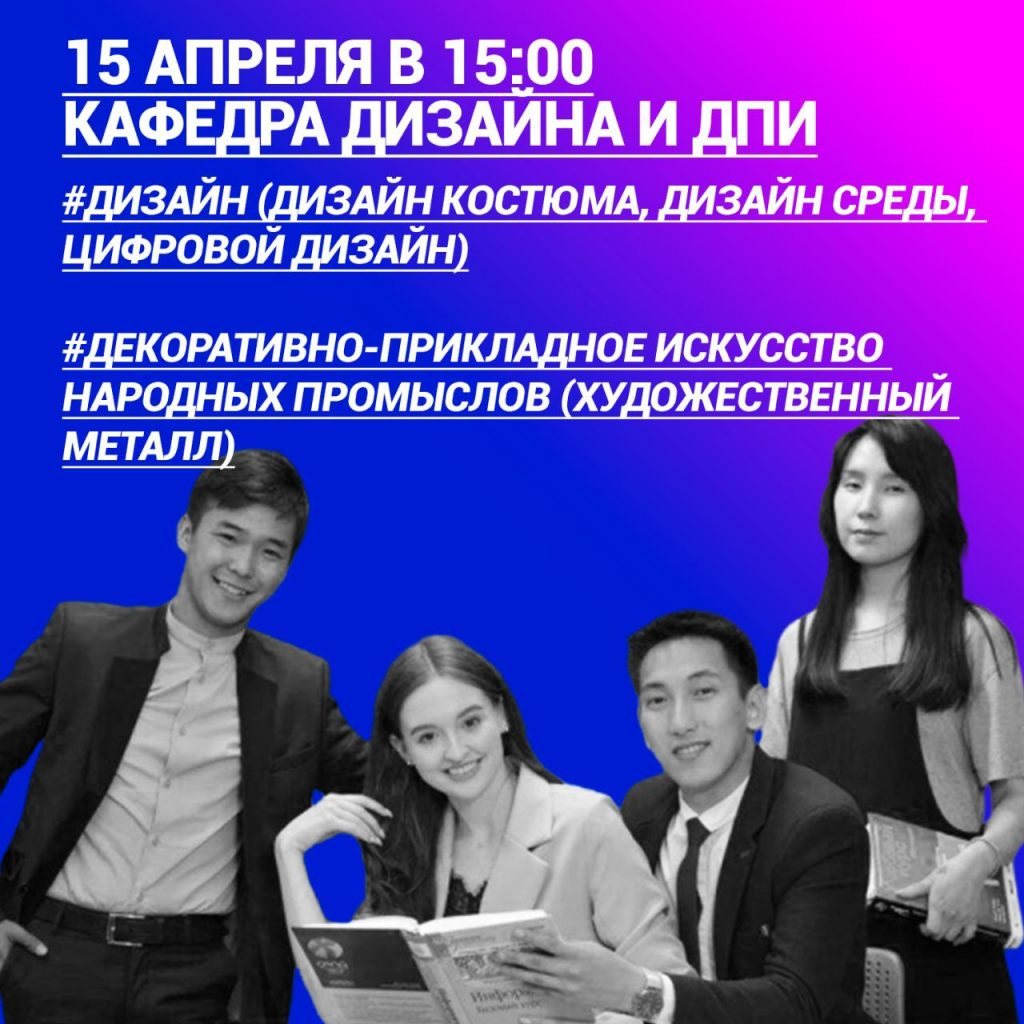 15 АПРЕЛЯ В 15:00
КАФЕДРА ДИЗАЙНА И ДПИ
#ДИЗАЙН (ДИЗАЙН КОСТЮМА, ДИЗАЙН СРЕДЫ,
ЦИФРОВОЙ ДИЗАЙН)
#ДЕКОРАТИВНО-ПРИКЛАДНОЕ ИСКУССТВО
НАРОДНЫХ ПРОМЫСЛОВ (ХУДОЖЕСТВЕННЫЙ
МЕТАЛЛ)